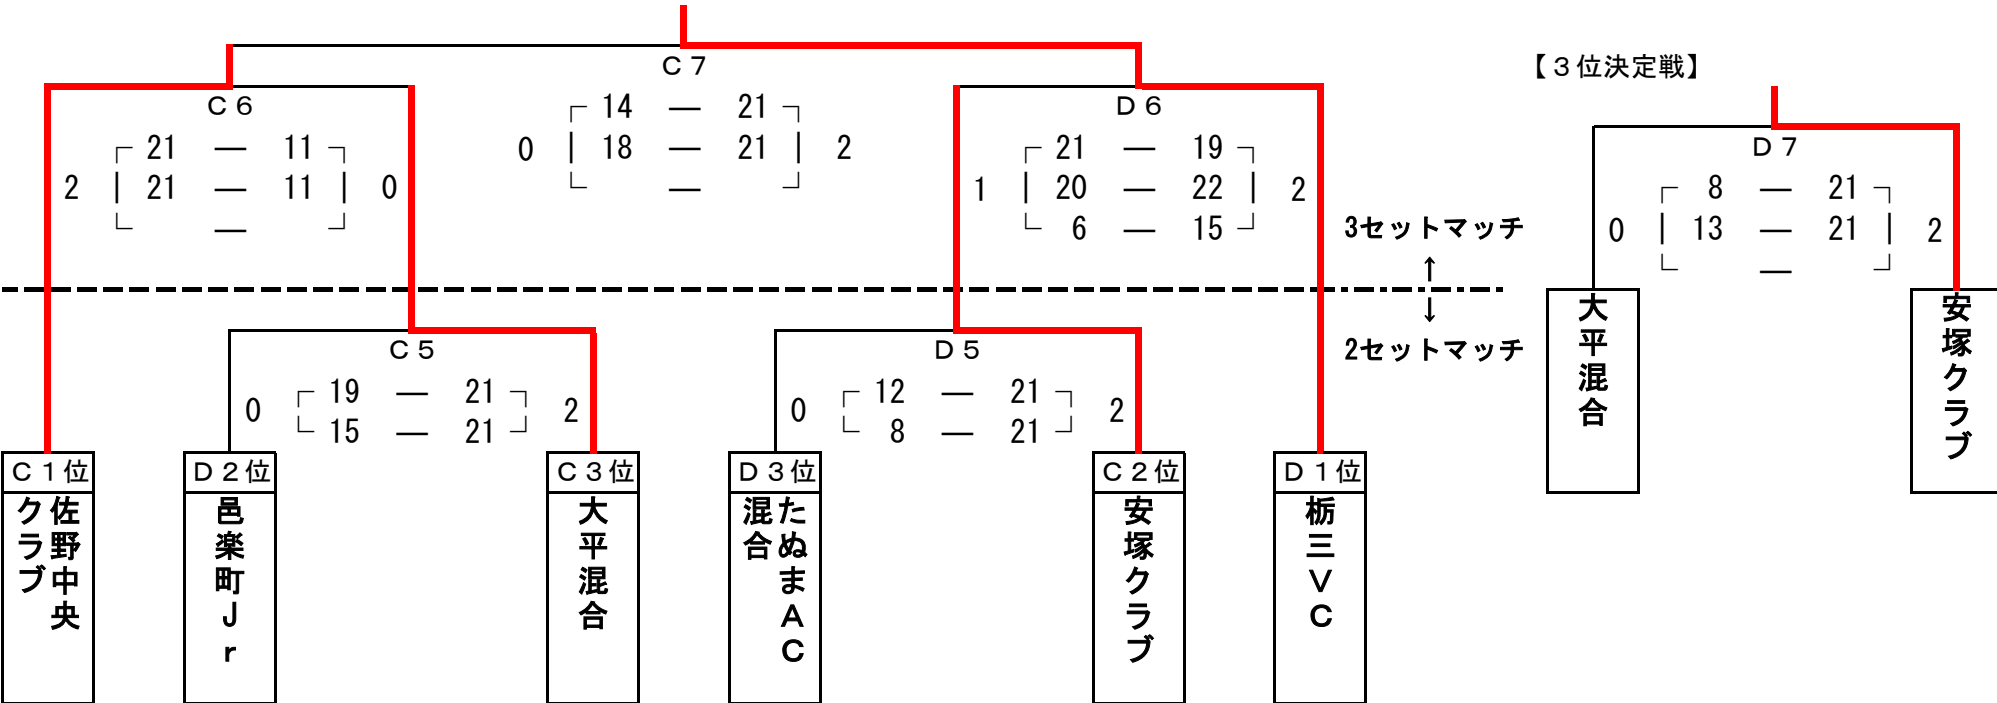 C7
【３位決定戦】
C6
D6
14 — 21
0 18 — 21 2
—
D7
21 — 11
2 21 — 11 0
—
21 — 19
1 20 — 22 2
6 — 15
3セットマッチ
↑
↓
2セットマッチ
8 — 21
0 13 — 21 2
—
大平混合
安塚クラブ
C5
D5
19 — 21
0 2
15 — 21
12 — 21
0 2
8 — 21
C1位
D2位
C3位
D3位
C2位
D1位
佐野中央
クラブ
邑楽町Jr
大平混合
たぬまAC
混合
安塚クラブ
栃三VC